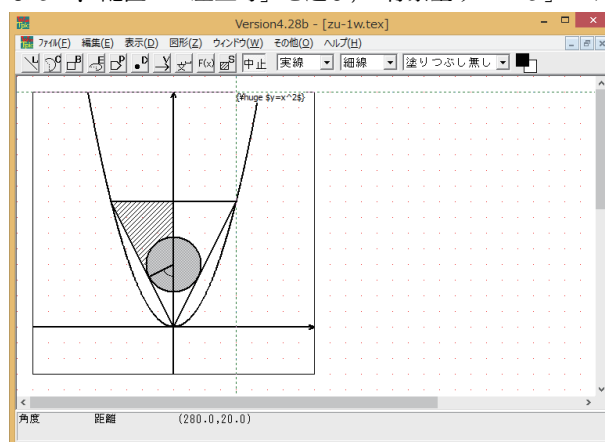 Version4.28b - [zu-1w.tex]
ファイル(F) 編集(E) 表示(D) 図形(Z) ウィンドウ(W) その他(O) ヘルプ(H)
L C B E P D Y 文 F(x) S 中止 実線 細線 塗りつぶし無し
{¥huge $y=x^2$}
角度 距離 (280.0,20.0)